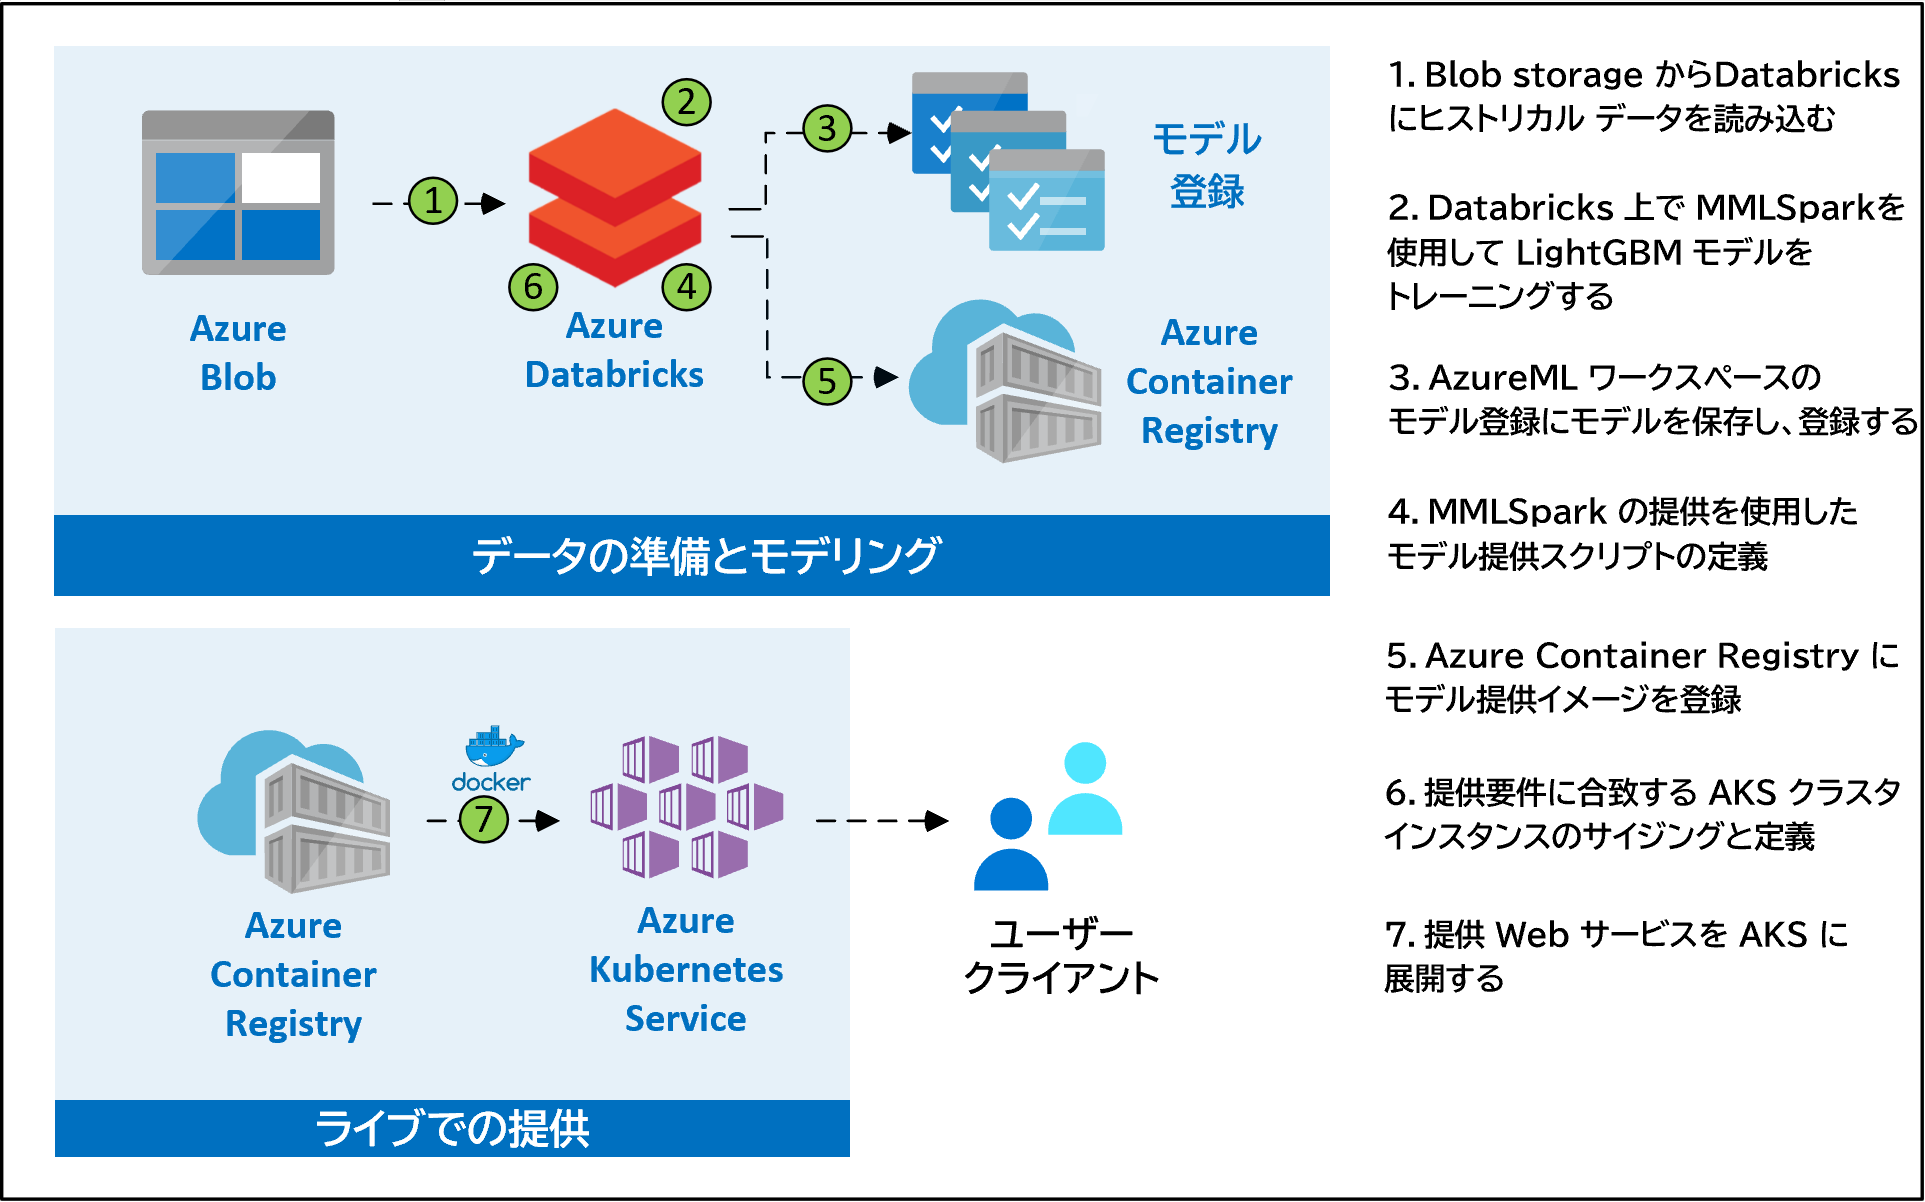 2
3
1
6
4
5
Azure
Blob
Azure
Databricks
モデル
登録
Azure
Container
Registry
データの準備とモデリング
docker
7
Azure
Container
Registry
Azure
Kubernetes
Service
ユーザー
クライアント
ライブでの提供
1. Blob storage からDatabricks
にヒストリカル データを読み込む
2. Databricks 上で MMLSparkを
使用して LightGBM モデルを
トレーニングする
3. AzureML ワークスペースの
モデル登録にモデルを保存し、登録する
4. MMLSpark の提供を使用した
モデル提供スクリプトの定義
5. Azure Container Registry に
モデル提供イメージを登録
6. 提供要件に合致する AKS クラスタ
インスタンスのサイジングと定義
7. 提供 Web サービスを AKS に
展開する